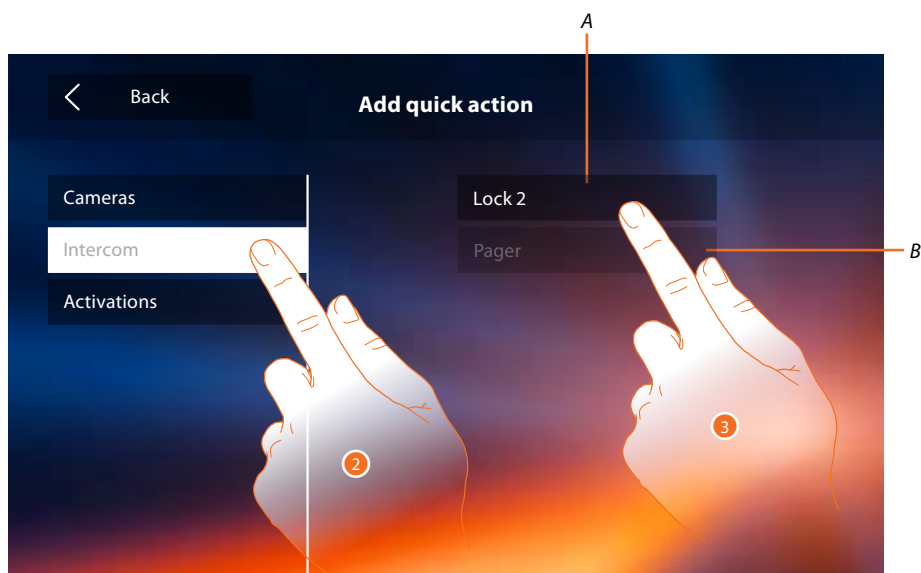 A
Back
Add quick action
Cameras
Lock 2
Intercom
Pager
B
Activations
2
3